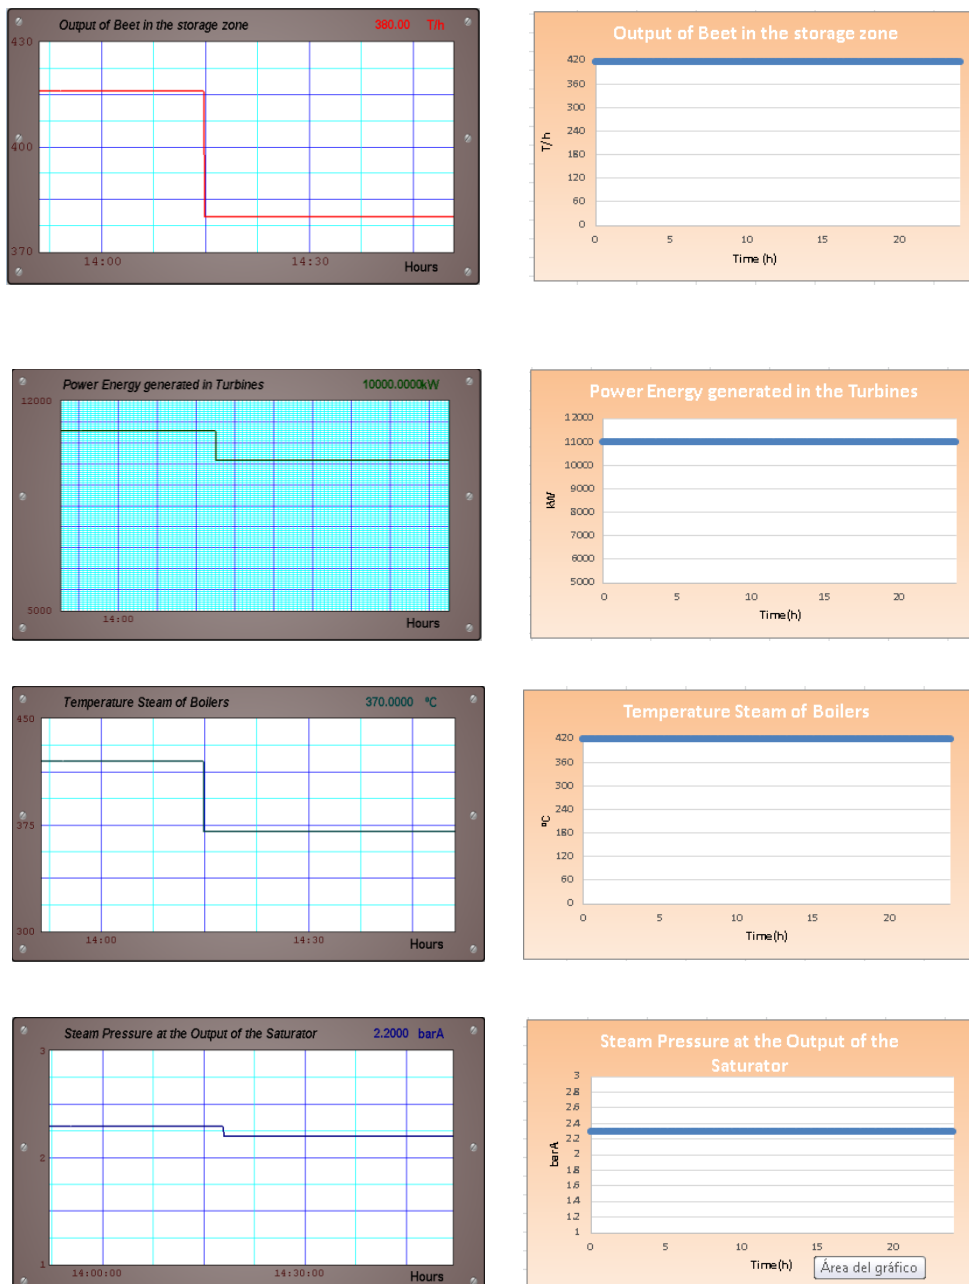 Output of Beet in the storage zone 380.00 T/h
430
400
370
14:00 14:30
Hours
Output of Beet in the storage zone
420
360
300
240
180
120
60
0
T/h
0 5 10 15 20
Time (h)
Power Energy generated in Turbines 10000.0000kW
12000
5000
14:00
Hours
Power Energy generated in the Turbines
12000
11000
10000
9000
8000
7000
6000
5000
kW
0 5 10 15 20
Time(h)
Temperature Steam of Boilers 370.0000 ºC
450
375
300
14:00 14:30
Hours
Temperature Steam of Boilers
420
360
300
240
180
120
60
0
ºC
0 5 10 15 20
Time(h)
Steam Pressure at the Output of the Saturator 2.2000 barA
3
2
1
14:00:00 14:30:00
Hours
Steam Pressure at the Output of the
Saturator
3
2.8
2.6
2.4
2.2
2
1.8
1.6
1.4
1.2
1
barA
0 5 10 15 20
Time(h)
Área del gráfico